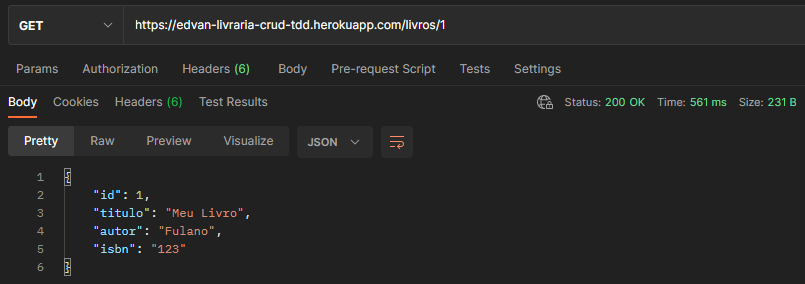 GET https://edvan-livraria-crud-tdd.herokuapp.com/livros/1
Params Authorization Headers (6) Body Pre-request Script Tests Settings
Body Cookies Headers (6) Test Results Status: 200 OK Time: 561 ms Size: 231 B
Pretty Raw Preview Visualize JSON
1 {
2 "id": 1,
3 "titulo": "Meu Livro",
4 "autor": "Fulano",
5 "isbn": "123"
6 }